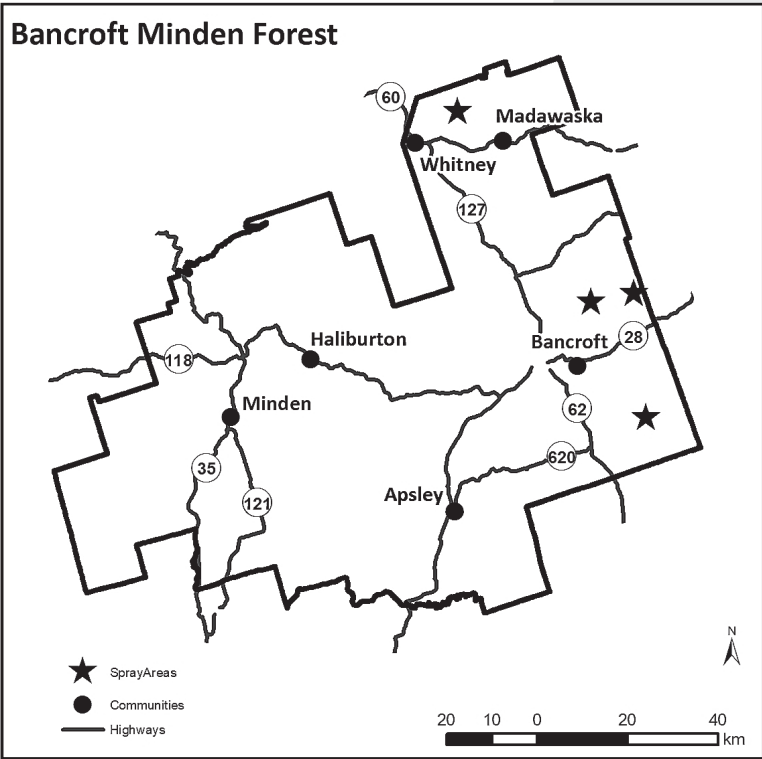 Bancroft Minden Forest
60
Madawaska
Whitney
127
Haliburton
Bancroft
28
118
Minden
62
35
620
Apsley
121
N
SprayAreas
Communities
Highways
20 10 0 20 40
km